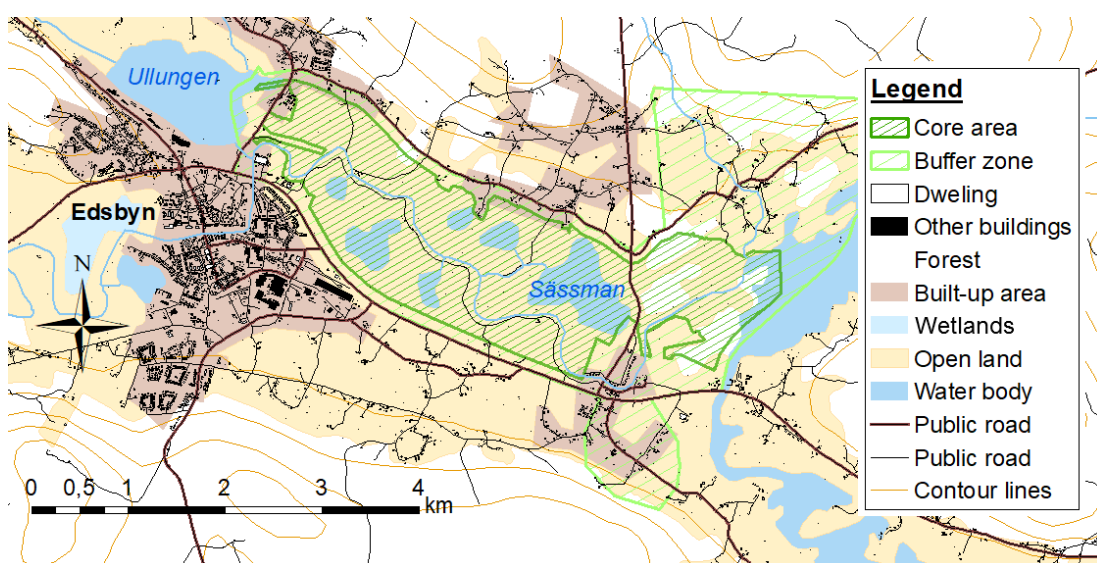 Ullungen
Edsbyn
N
Sässman
0 0,5 1 2 3 4
km
Legend
Core area
Buffer zone
Dweling
Other buildings
Forest
Built-up area
Wetlands
Open land
Water body
Public road
Public road
Contour lines